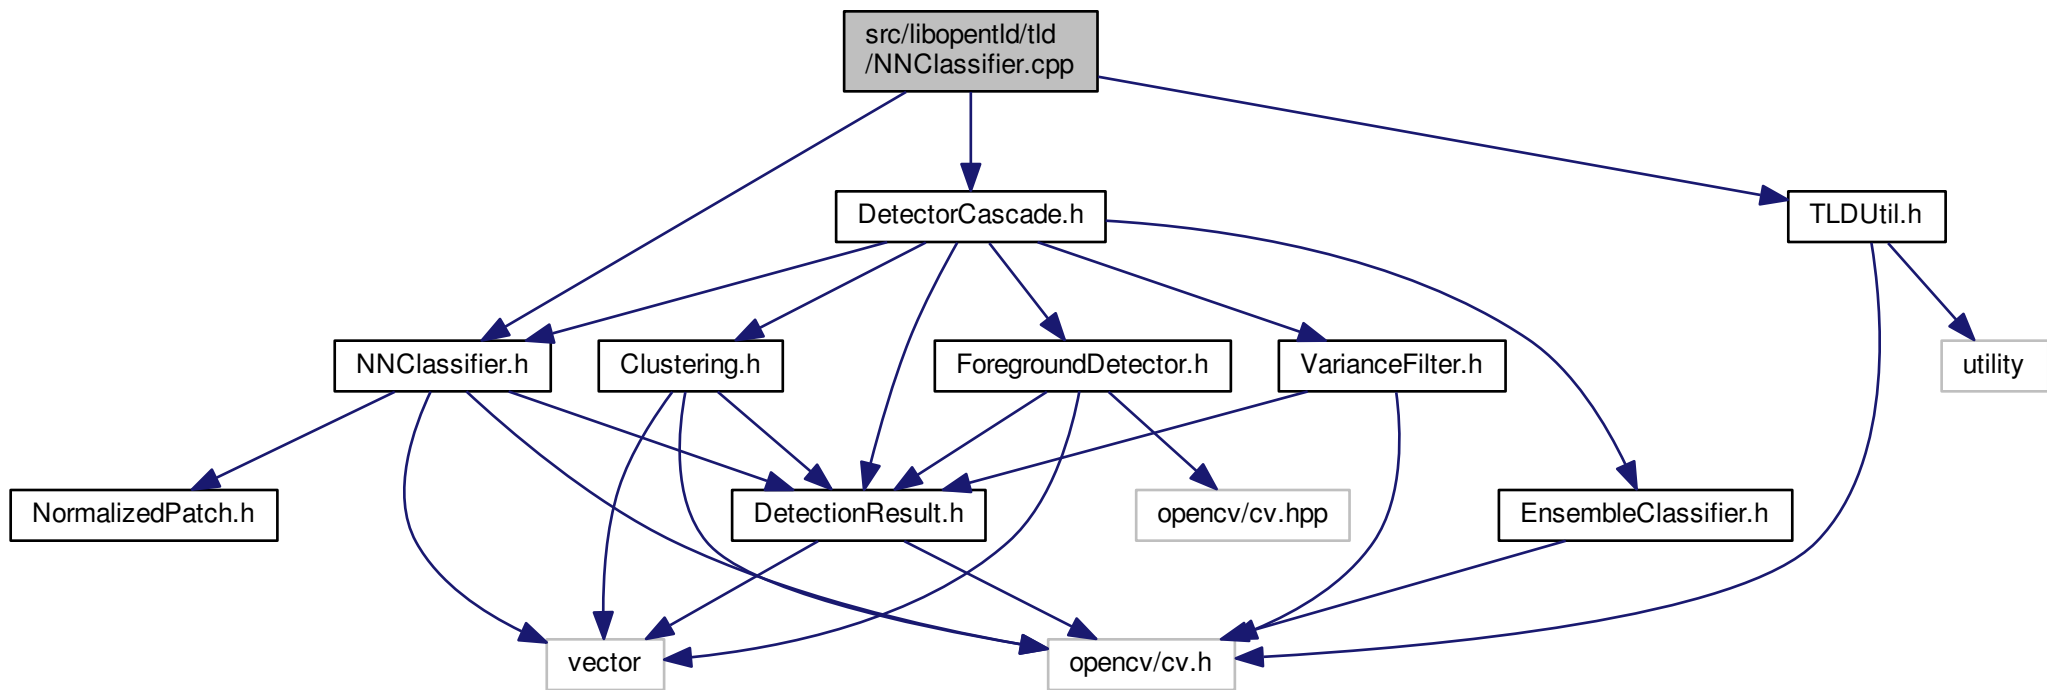 src/libopentld/tld
/NNClassifier.cpp
DetectorCascade.h
TLDUtil.h
NNClassifier.h
Clustering.h
ForegroundDetector.h
VarianceFilter.h
utility
NormalizedPatch.h
DetectionResult.h
opencv/cv.hpp
EnsembleClassifier.h
vector
opencv/cv.h